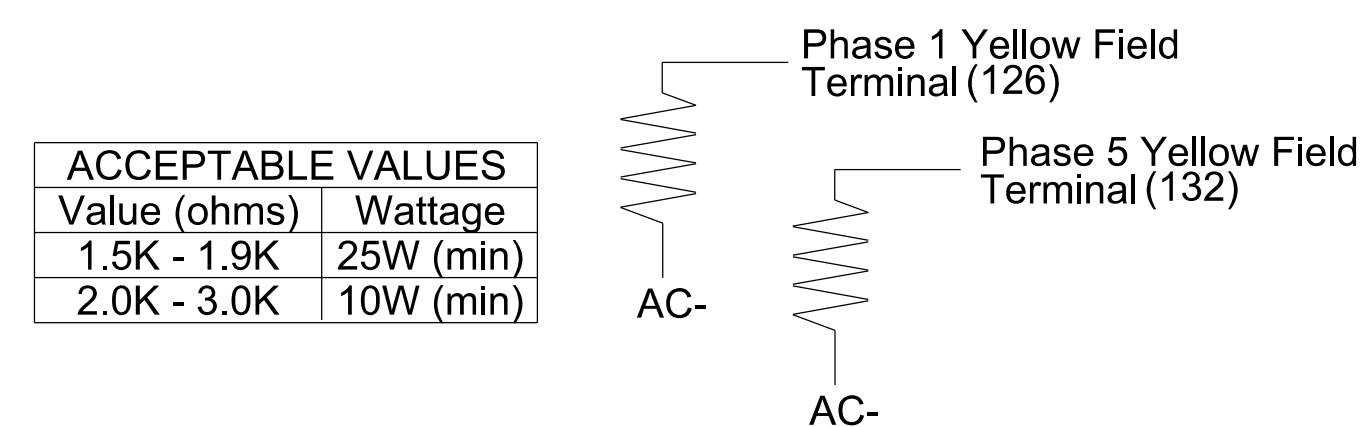 ACCEPTABLE VALUES
Value (ohms) Wattage
1.5K - 1.9K 25W (min)
2.0K - 3.0K 10W (min)
Phase 1 Yellow Field
Terminal (126)
AC-
Phase 5 Yellow Field
Terminal (132)
AC-